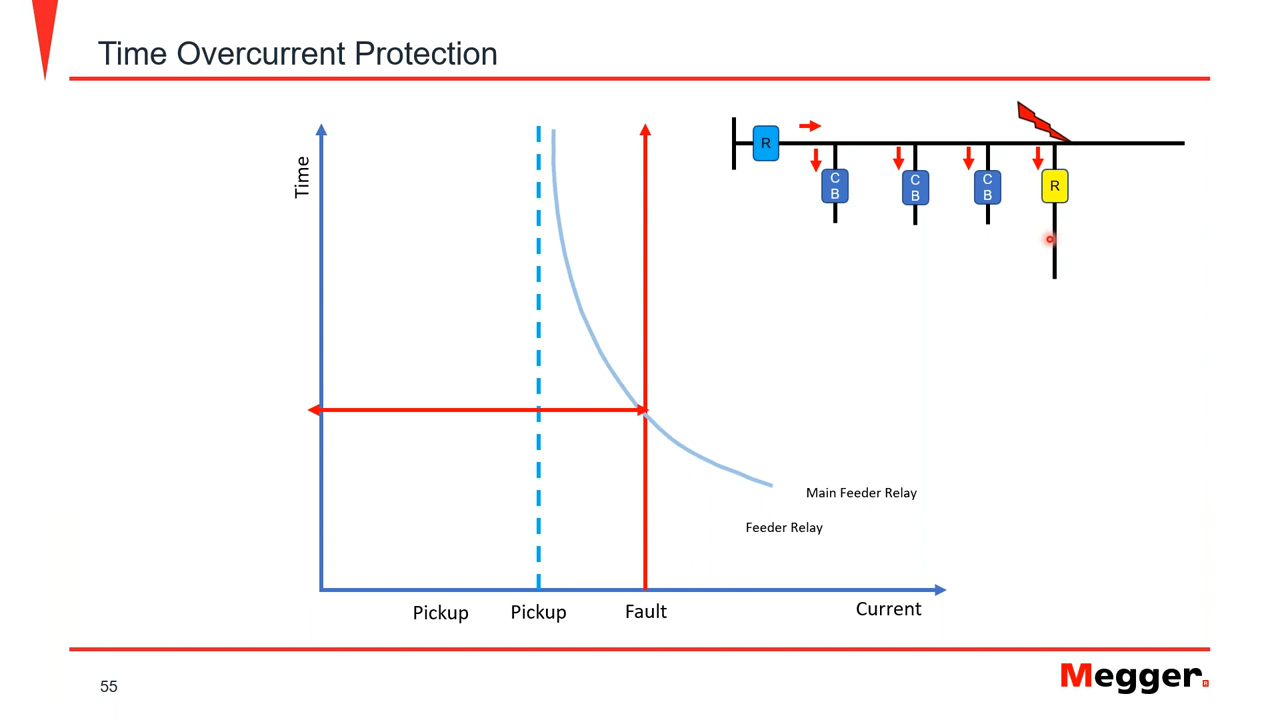 Time Overcurrent Protection
Time
R
C
B
C
B
C
B
R
Main Feeder Relay
Feeder Relay
Pickup
Pickup
Fault
Current
55
Megger